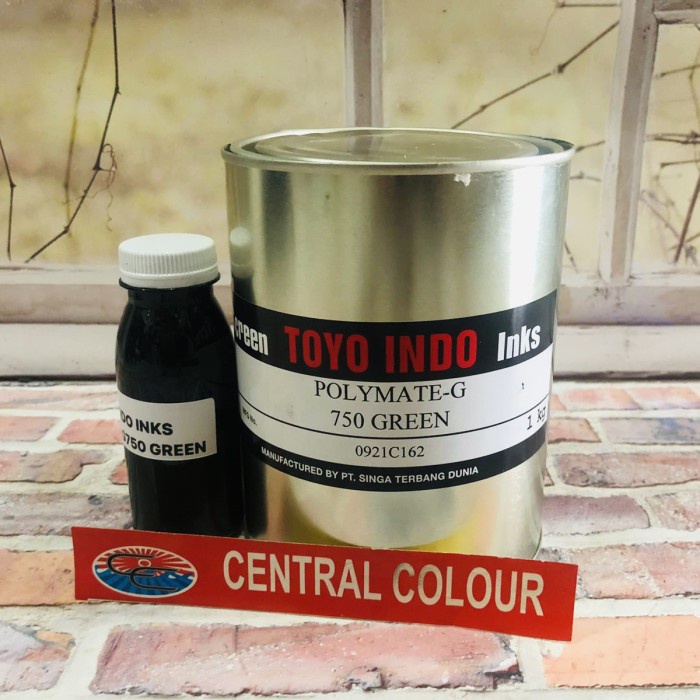 DO INKS
750 GREEN
reen TOYO INDO Inks
POLYMATE-G
750 GREEN
1 kg
0921C162
MANUFACTURED BY PT. SINGA TERBANG DUNIA
CENTRAL COLOUR